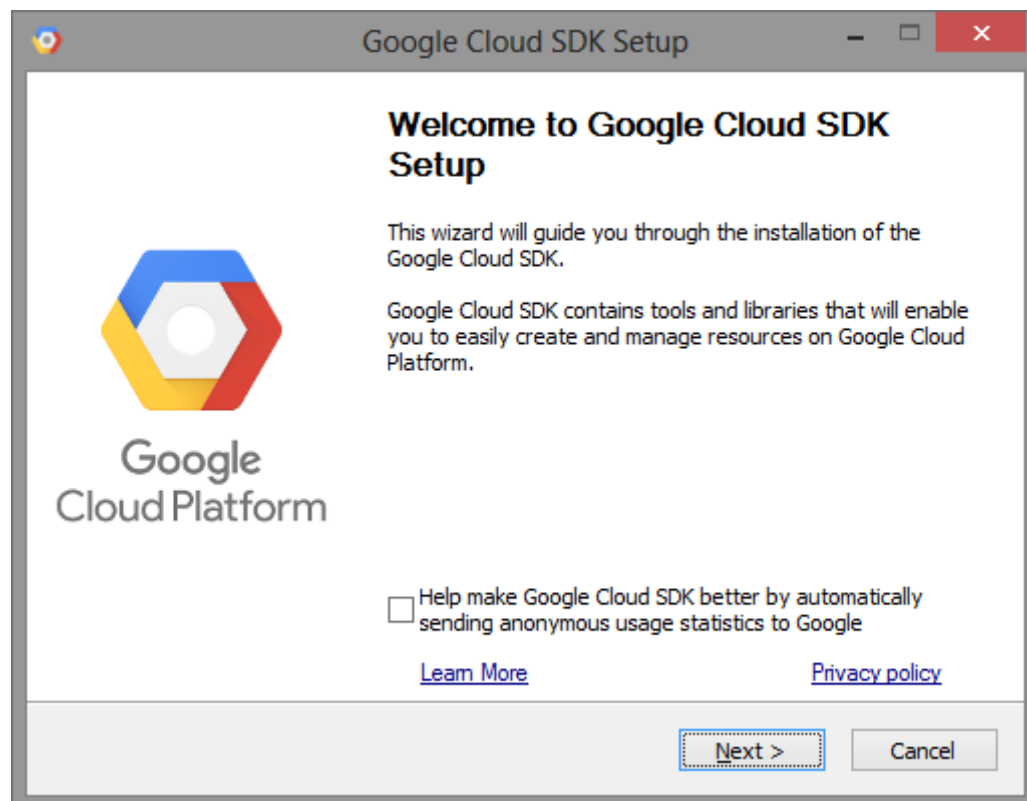 Google Cloud SDK Setup
Welcome to Google Cloud SDK
Setup
This wizard will guide you through the installation of the
Google Cloud SDK.
Google Cloud SDK contains tools and libraries that will enable
you to easily create and manage resources on Google Cloud
Platform.
Google
Cloud Platform
Help make Google Cloud SDK better by automatically
sending anonymous usage statistics to Google
Learn More
Privacy policy
Next >
Cancel